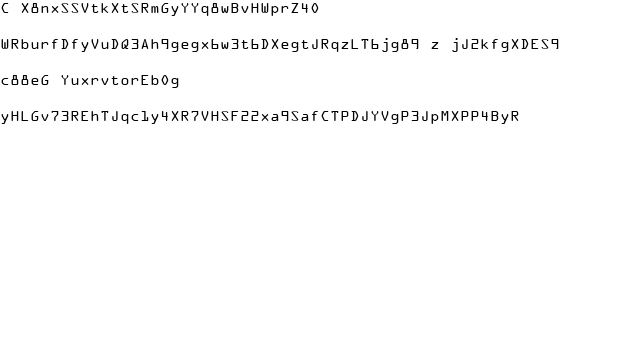 C X8nxSSVtkXtSRmGyYYq8wBvHWprZ40
WRburfDfyVuDQ3Ah9gegx6w3t6DXegtJRqzLT6jg89 z jJ2kfgXDES9
c88eG YuxrvtorEb0g
yHLGv73REhTJqc1y4XR7VHSF22xa9SafCTPDJYVgP3JpMXPP4ByR